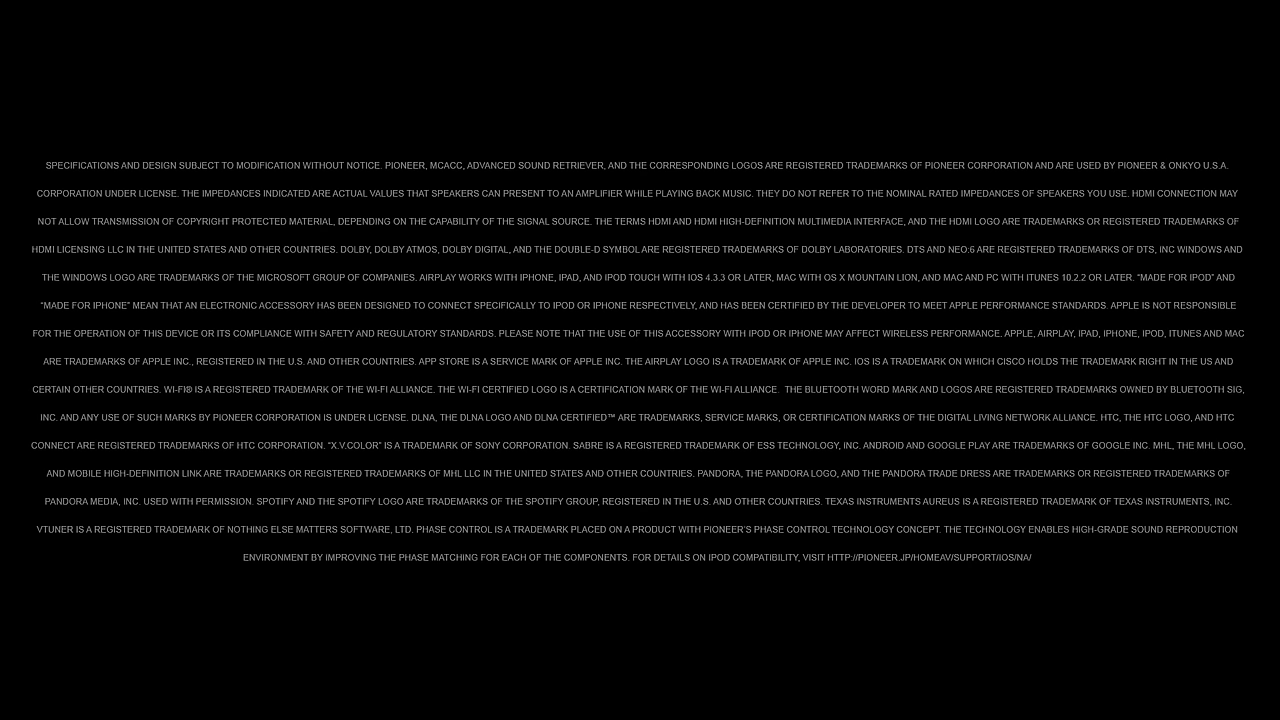 SPECIFICATIONS AND DESIGN SUBJECT TO MODIFICATION WITHOUT NOTICE. PIONEER, MCACC, ADVANCED SOUND RETRIEVER, AND THE CORRESPONDING LOGOS ARE REGISTERED TRADEMARKS OF PIONEER CORPORATION AND ARE USED BY PIONEER & ONKYO U.S.A.
CORPORATION UNDER LICENSE. THE IMPEDANCES INDICATED ARE ACTUAL VALUES THAT SPEAKERS CAN PRESENT TO AN AMPLIFIER WHILE PLAYING BACK MUSIC. THEY DO NOT REFER TO THE NOMINAL RATED IMPEDANCES OF SPEAKERS YOU USE. HDMI CONNECTION MAY
NOT ALLOW TRANSMISSION OF COPYRIGHT PROTECTED MATERIAL, DEPENDING ON THE CAPABILITY OF THE SIGNAL SOURCE. THE TERMS HDMI AND HDMI HIGH-DEFINITION MULTIMEDIA INTERFACE, AND THE HDMI LOGO ARE TRADEMARKS OR REGISTERED TRADEMARKS OF
HDMI LICENSING LLC IN THE UNITED STATES AND OTHER COUNTRIES. DOLBY, DOLBY ATMOS, DOLBY DIGITAL, AND THE DOUBLE-D SYMBOL ARE REGISTERED TRADEMARKS OF DOLBY LABORATORIES. DTS AND NEO:6 ARE REGISTERED TRADEMARKS OF DTS, INC WINDOWS AND
THE WINDOWS LOGO ARE TRADEMARKS OF THE MICROSOFT GROUP OF COMPANIES. AIRPLAY WORKS WITH IPHONE, IPAD, AND IPOD TOUCH WITH IOS 4.3.3 OR LATER, MAC WITH OS X MOUNTAIN LION, AND MAC AND PC WITH ITUNES 10.2.2 OR LATER. "MADE FOR IPOD" AND
"MADE FOR IPHONE" MEAN THAT AN ELECTRONIC ACCESSORY HAS BEEN DESIGNED TO CONNECT SPECIFICALLY TO IPOD OR IPHONE RESPECTIVELY, AND HAS BEEN CERTIFIED BY THE DEVELOPER TO MEET APPLE PERFORMANCE STANDARDS. APPLE IS NOT RESPONSIBLE
FOR THE OPERATION OF THIS DEVICE OR ITS COMPLIANCE WITH SAFETY AND REGULATORY STANDARDS. PLEASE NOTE THAT THE USE OF THIS ACCESSORY WITH IPOD OR IPHONE MAY AFFECT WIRELESS PERFORMANCE. APPLE, AIRPLAY, IPAD, IPHONE, IPOD, ITUNES AND MAC
ARE TRADEMARKS OF APPLE INC., REGISTERED IN THE U.S. AND OTHER COUNTRIES. APP STORE IS A SERVICE MARK OF APPLE INC. THE AIRPLAY LOGO IS A TRADEMARK OF APPLE INC. IOS IS A TRADEMARK ON WHICH CISCO HOLDS THE TRADEMARK RIGHT IN THE US AND
CERTAIN OTHER COUNTRIES. WI-FI® IS A REGISTERED TRADEMARK OF THE WI-FI ALLIANCE. THE WI-FI CERTIFIED LOGO IS A CERTIFICATION MARK OF THE WI-FI ALLIANCE. THE BLUETOOTH WORD MARK AND LOGOS ARE REGISTERED TRADEMARKS OWNED BY BLUETOOTH SIG,
INC. AND ANY USE OF SUCH MARKS BY PIONEER CORPORATION IS UNDER LICENSE. DLNA, THE DLNA LOGO AND DLNA CERTIFIED™ ARE TRADEMARKS, SERVICE MARKS, OR CERTIFICATION MARKS OF THE DIGITAL LIVING NETWORK ALLIANCE. HTC, THE HTC LOGO, AND HTC
CONNECT ARE REGISTERED TRADEMARKS OF HTC CORPORATION. "X.V.COLOR" IS A TRADEMARK OF SONY CORPORATION. SABRE IS A REGISTERED TRADEMARK OF ESS TECHNOLOGY, INC. ANDROID AND GOOGLE PLAY ARE TRADEMARKS OF GOOGLE INC. MHL, THE MHL LOGO,
AND MOBILE HIGH-DEFINITION LINK ARE TRADEMARKS OR REGISTERED TRADEMARKS OF MHL LLC IN THE UNITED STATES AND OTHER COUNTRIES. PANDORA, THE PANDORA LOGO, AND THE PANDORA TRADE DRESS ARE TRADEMARKS OR REGISTERED TRADEMARKS OF
PANDORA MEDIA, INC. USED WITH PERMISSION. SPOTIFY AND THE SPOTIFY LOGO ARE TRADEMARKS OF THE SPOTIFY GROUP, REGISTERED IN THE U.S. AND OTHER COUNTRIES. TEXAS INSTRUMENTS AUREUS IS A REGISTERED TRADEMARK OF TEXAS INSTRUMENTS, INC.
VTUNER IS A REGISTERED TRADEMARK OF NOTHING ELSE MATTERS SOFTWARE, LTD. PHASE CONTROL IS A TRADEMARK PLACED ON A PRODUCT WITH PIONEER'S PHASE CONTROL TECHNOLOGY CONCEPT. THE TECHNOLOGY ENABLES HIGH-GRADE SOUND REPRODUCTION
ENVIRONMENT BY IMPROVING THE PHASE MATCHING FOR EACH OF THE COMPONENTS. FOR DETAILS ON IPOD COMPATIBILITY, VISIT HTTP://PIONEER.JP/HOMEAV/SUPPORT/IOS/NA/